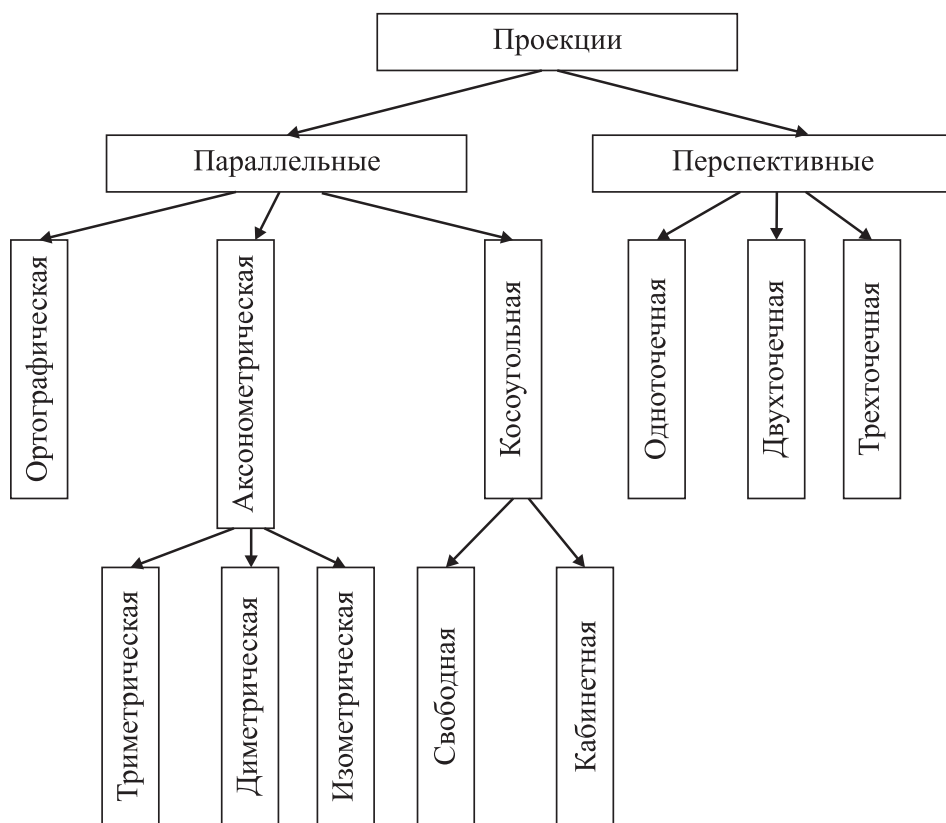 Проекции
Параллельные
Перспективные
Ортографическая
Аксонометрическая
Косоугольная
Одноточечная
Двухточечная
Трехточечная
Триметрическая
Диметрическая
Изометрическая
Свободная
Кабинетная